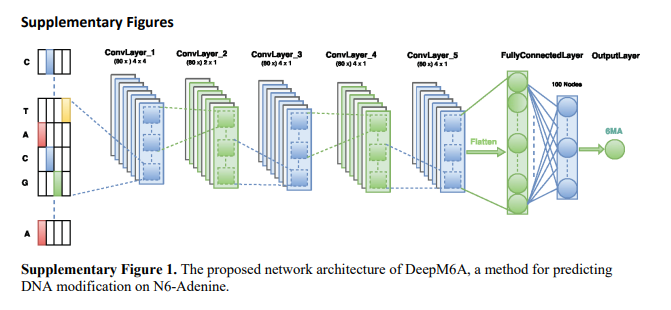 Supplementary Figures
ConvLayer_1 ConvLayer_2 ConvLayer_3 ConvLayer_4 ConvLayer_5 FullyConnectedLayer OutputLayer
(80 x) 4 x 4 (80 x) 2 x 1 (80 x) 4 x 1 (80 x) 4 x 1 (80 x) 4 x 1
100 Nodes
C
T
A
C
G
A
Flatten
6MA
Supplementary Figure 1. The proposed network architecture of DeepM6A, a method for predicting
DNA modification on N6-Adenine.